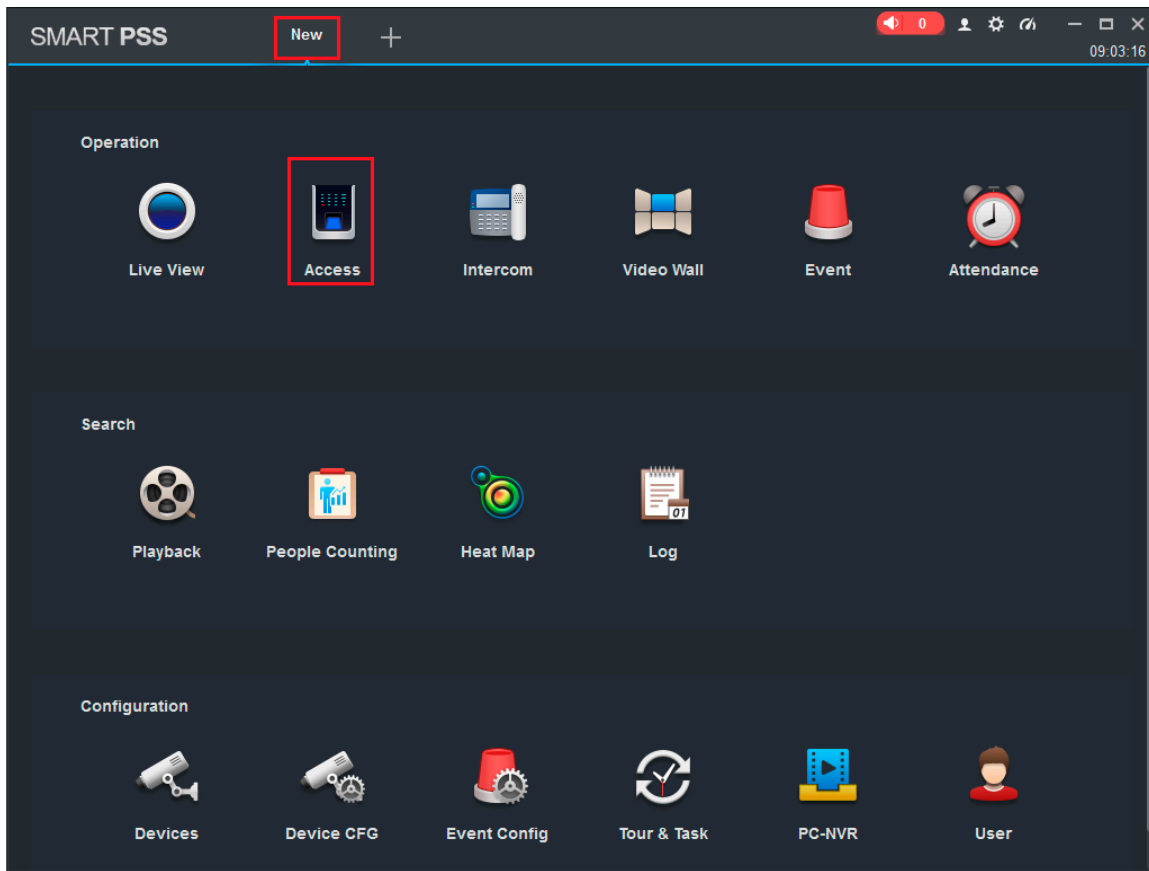 SMART PSS New + 0
09:03:16
Operation
Live View Access Intercom Video Wall Event Attendance
Search
01
Playback People Counting Heat Map Log
Configuration
Devices Device CFG Event Config Tour & Task PC-NVR User